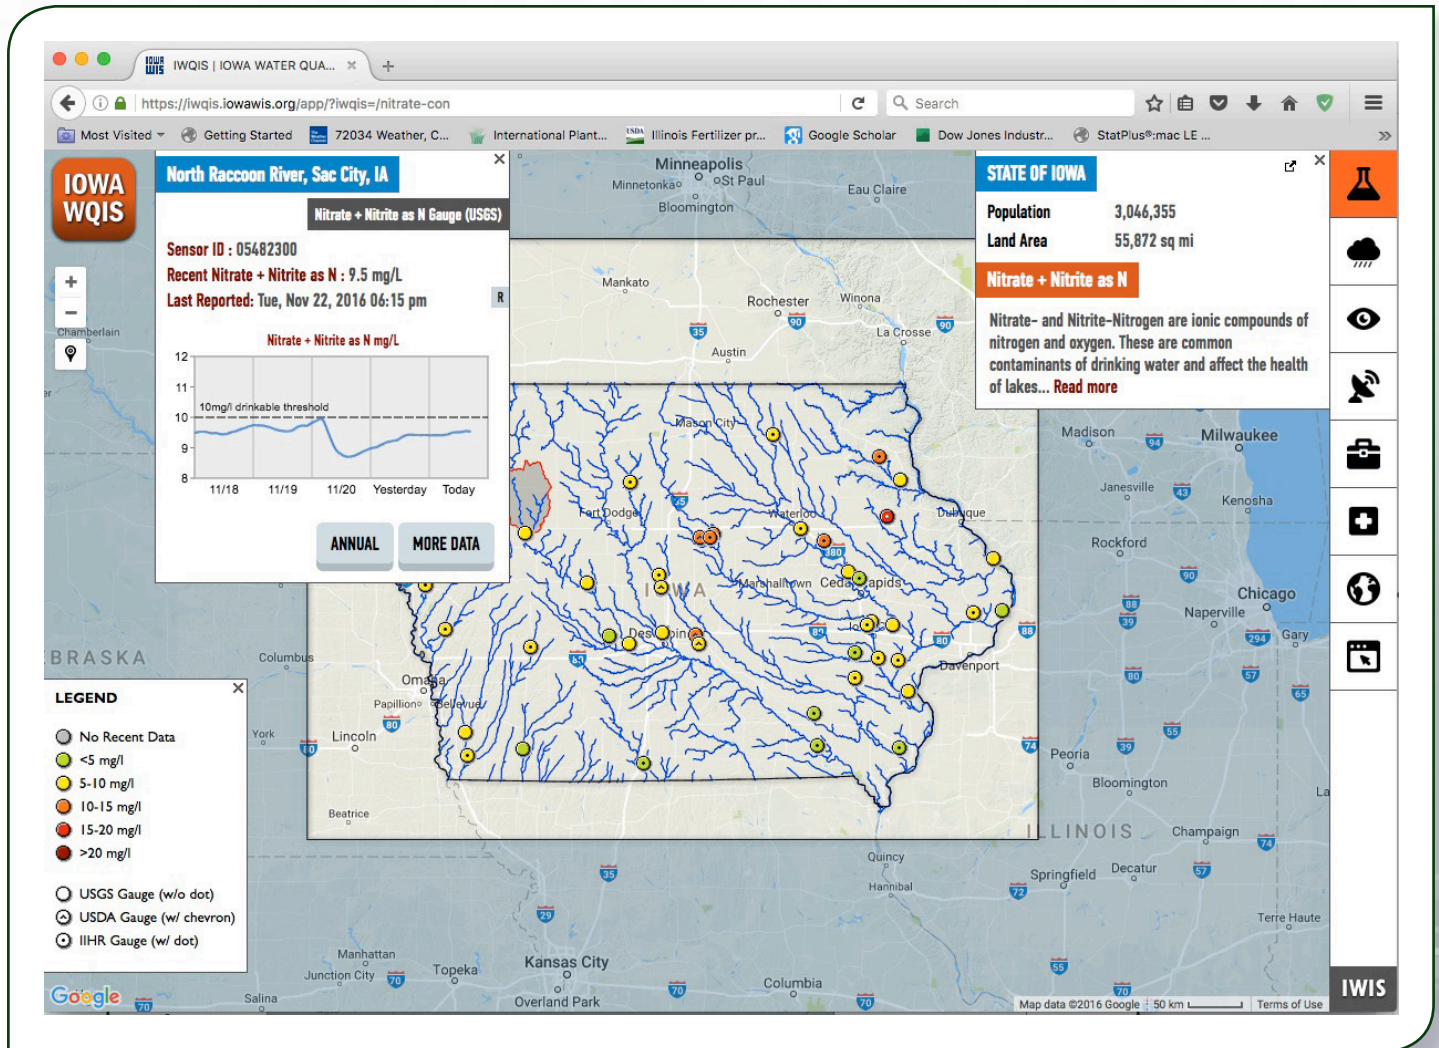 IWQIS | IOWA WATER QUA...
https://iwqis.iowawis.org/app/?iwqis=/nitrate-con
Search
Most Visited
Getting Started
72034 Weather, C...
International Plant...
Illinois Fertilizer pr...
Google Scholar
Dow Jones Industr...
StatPlus®:mac LE ...
IOWA
WQIS
North Raccoon River, Sac City, IA
Nitrate + Nitrite as N Gauge (USGS)
Sensor ID : 05482300
Recent Nitrate + Nitrite as N : 9.5 mg/L
Last Reported: Tue, Nov 22, 2016 06:15 pm
R
Nitrate + Nitrite as N mg/L
12
11
10
9
8
10mg/l drinkable threshold
11/18
11/19
11/20
Yesterday
Today
ANNUAL
MORE DATA
STATE OF IOWA
Population 3,046,355
Land Area 55,872 sq mi
Nitrate + Nitrite as N
Nitrate- and Nitrite-Nitrogen are ionic compounds of
nitrogen and oxygen. These are common
contaminants of drinking water and affect the health
of lakes... Read more
Minneapolis
Minnetonka
St Paul
Bloomington
Eau Claire
Mankato
Rochester
Winona
La Crosse
Austin
Chamberlain
Mason City
Fort Dodge
Waterloo
Dubuque
IOWA
Marshalltown
Cedar Rapids
Des Moines
Davenport
Madison
Milwaukee
Janesville
Kenosha
Rockford
Chicago
Naperville
Gary
Columbus
Omaha
Papillion
Bellevue
Lincoln
York
Beatrice
Peoria
Bloomington
ILLINOIS
Champaign
Quincy
Hannibal
Springfield
Decatur
Terre Haute
Manhattan
Junction City
Topeka
Kansas City
Overland Park
Columbia
Salina
LEGEND
No Recent Data
<5 mg/l
5-10 mg/l
10-15 mg/l
15-20 mg/l
>20 mg/l
USGS Gauge (w/o dot)
USDA Gauge (w/ chevron)
IIHR Gauge (w/ dot)
Google
Map data ©2016 Google
50 km
Terms of Use
IWIS